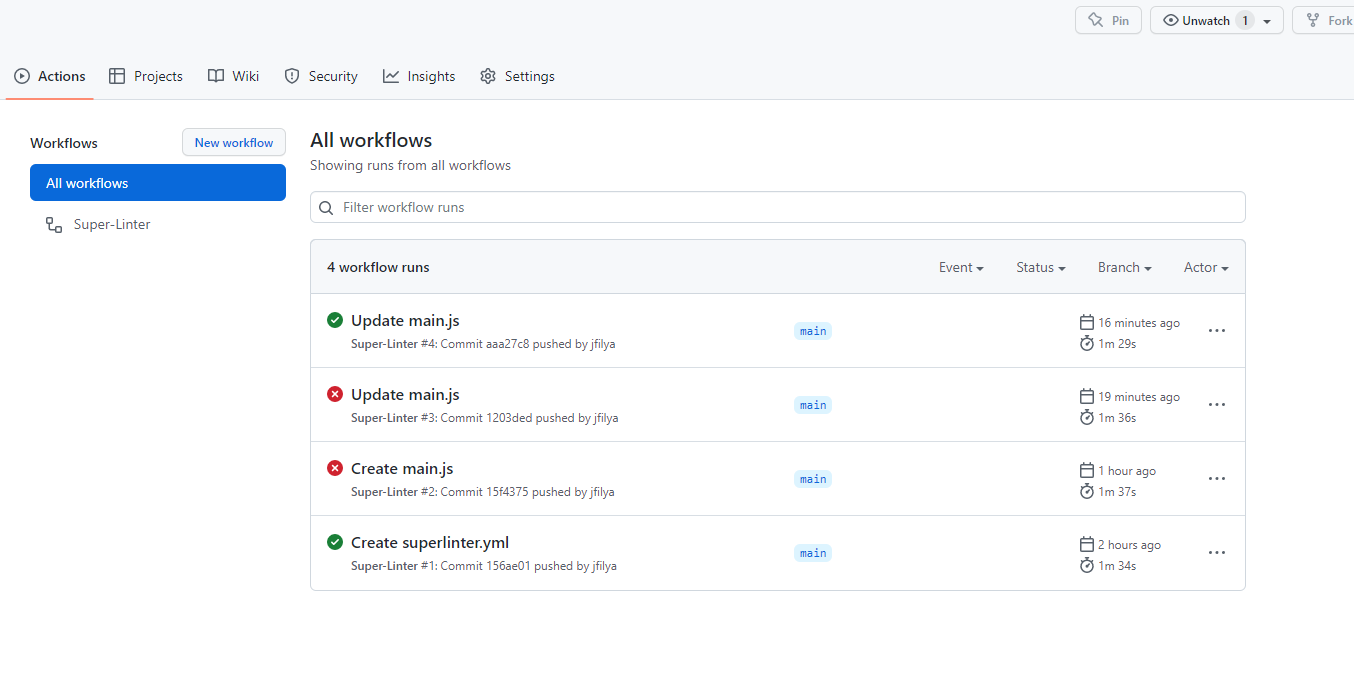 Pin Unwatch 1 Fork
Actions Projects Wiki Security Insights Settings
Workflows
New workflow
All workflows
Super-Linter
All workflows
Showing runs from all workflows
Filter workflow runs
4 workflow runs Event Status Branch Actor
Update main.js
Super-Linter #4: Commit aaa27c8 pushed by jfilya
main
16 minutes ago
1m 29s
Update main.js
Super-Linter #3: Commit 1203ded pushed by jfilya
main
19 minutes ago
1m 36s
Create main.js
Super-Linter #2: Commit 15f4375 pushed by jfilya
main
1 hour ago
1m 37s
Create superlinter.yml
Super-Linter #1: Commit 156ae01 pushed by jfilya
main
2 hours ago
1m 34s